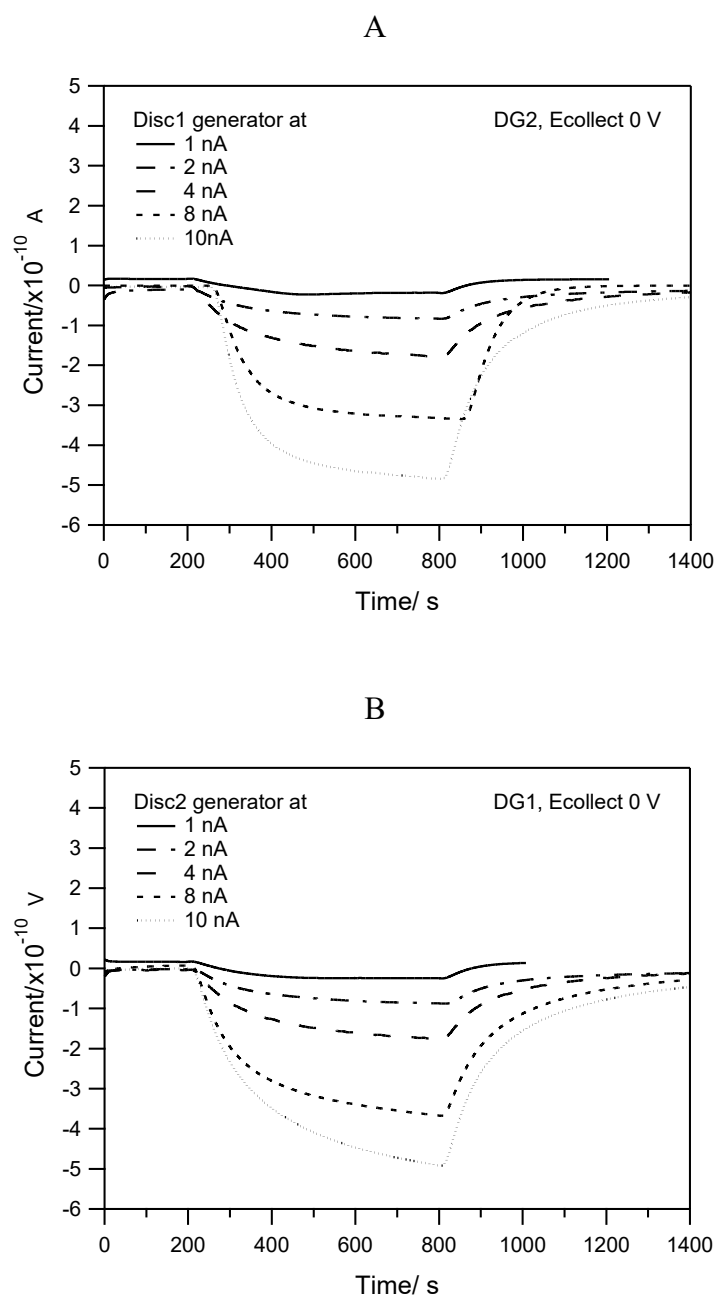 A
Disc1 generator at
DG2, Ecollect 0 V
1 nA
2 nA
4 nA
8 nA
10nA
5
4
3
2
1
0
-1
-2
-3
-4
-5
-6
Current/x10⁻¹⁰ A
0
200
400
600
800
1000
1200
1400
Time/ s
B
Disc2 generator at
DG1, Ecollect 0 V
1 nA
2 nA
4 nA
8 nA
10 nA
5
4
3
2
1
0
-1
-2
-3
-4
-5
-6
Current/x10⁻¹⁰ V
0
200
400
600
800
1000
1200
1400
Time/ s